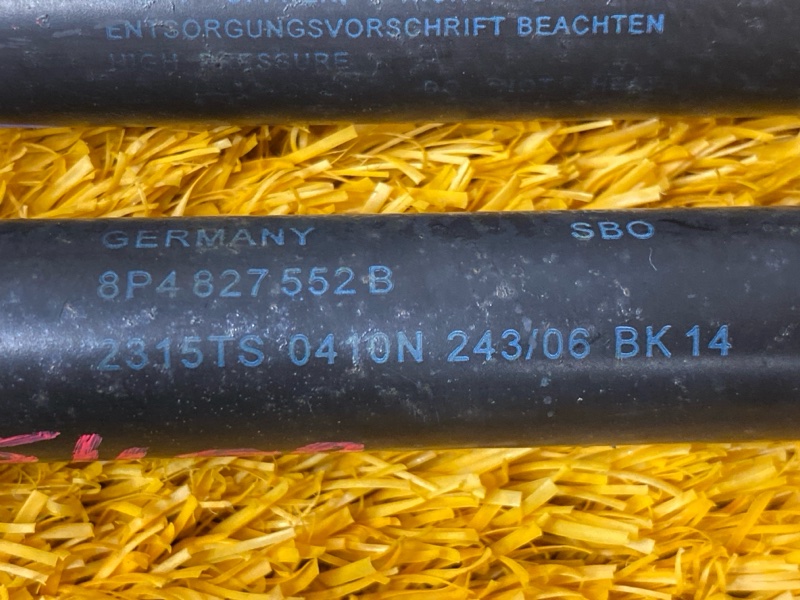 ENTSORGUNGSVORSCHRIFT BEACHTEN
HIGH PRESSURE
GERMANY SBO
8P4 827 552 B
2315TS 0410N 243/06 BK 14